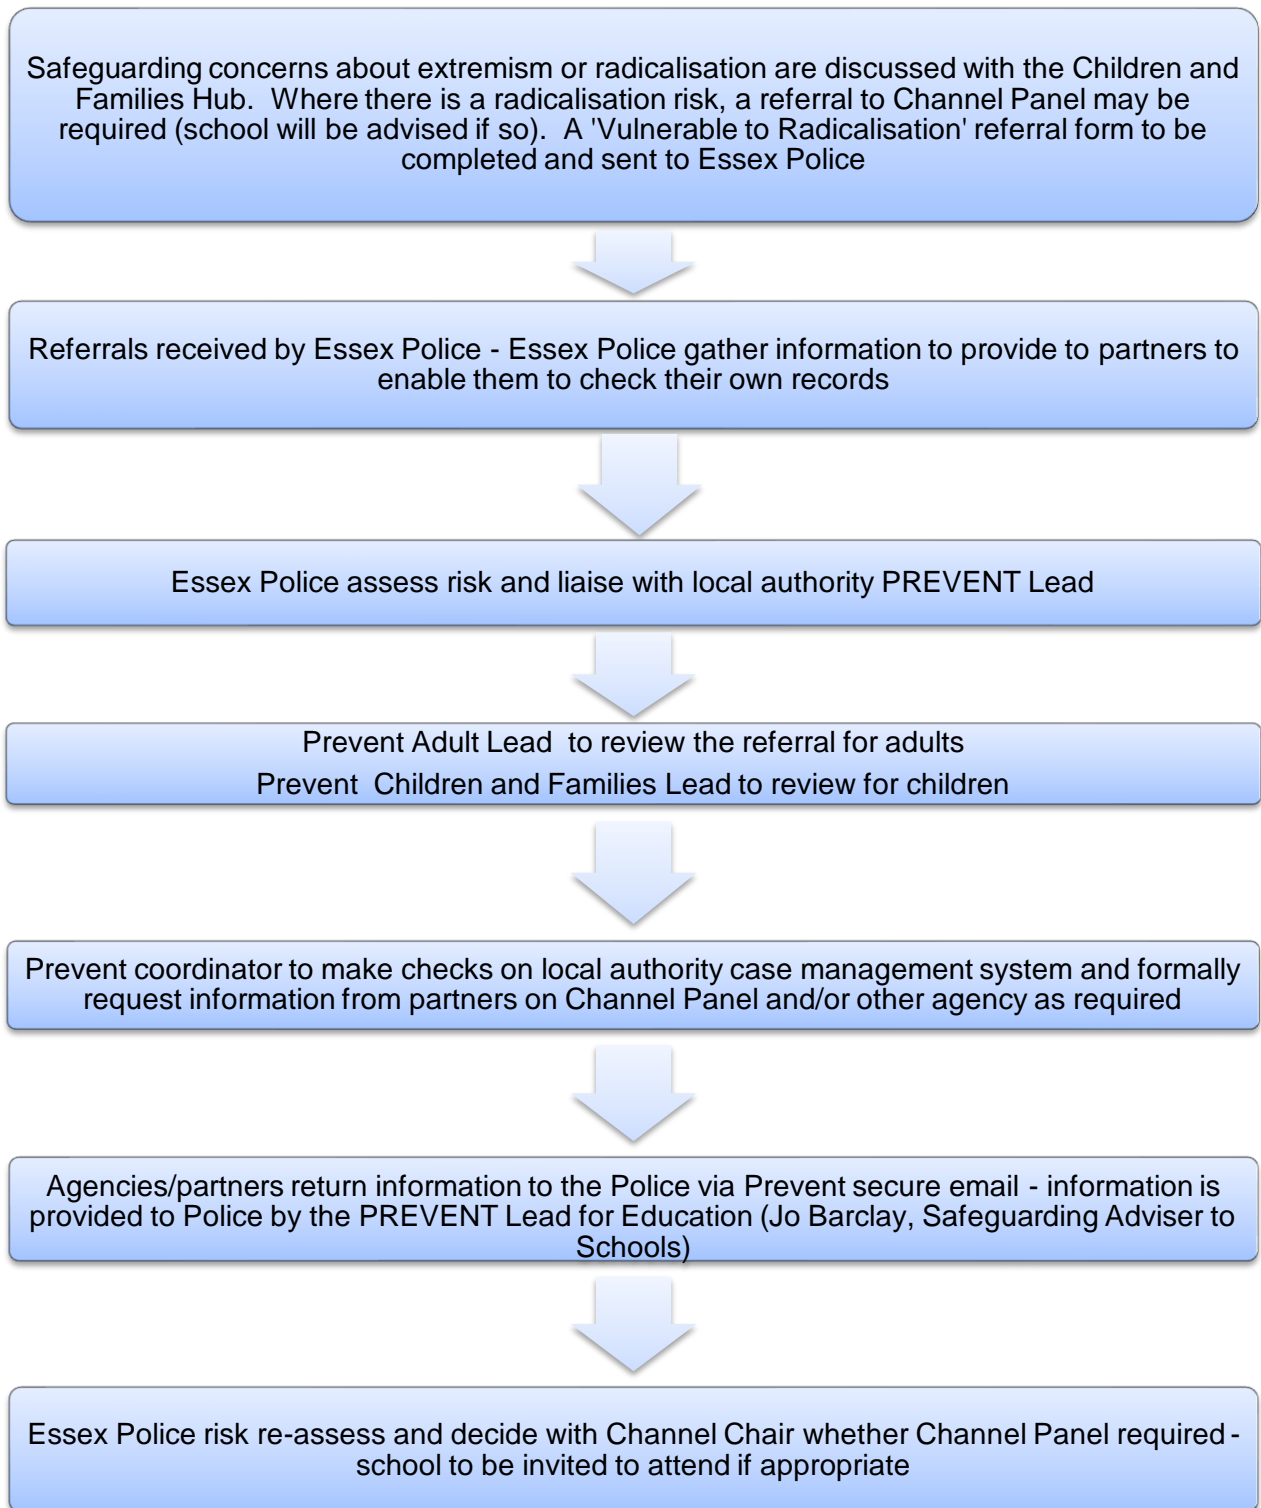 Safeguarding concerns about extremism or radicalisation are discussed with the Children and
Families Hub.  Where there is a radicalisation risk, a referral to Channel Panel may be
required (school will be advised if so).  A 'Vulnerable to Radicalisation' referral form to be
completed and sent to Essex Police
Referrals received by Essex Police - Essex Police gather information to provide to partners to
enable them to check their own records
Essex Police assess risk and liaise with local authority PREVENT Lead
Prevent Adult Lead  to review the referral for adults
Prevent  Children and Families Lead to review for children
Prevent coordinator to make checks on local authority case management system and formally
request information from partners on Channel Panel and/or other agency as required
Agencies/partners return information to the Police via Prevent secure email - information is
provided to Police by the PREVENT Lead for Education (Jo Barclay, Safeguarding Adviser to
Schools)
Essex Police risk re-assess and decide with Channel Chair whether Channel Panel required -
school to be invited to attend if appropriate